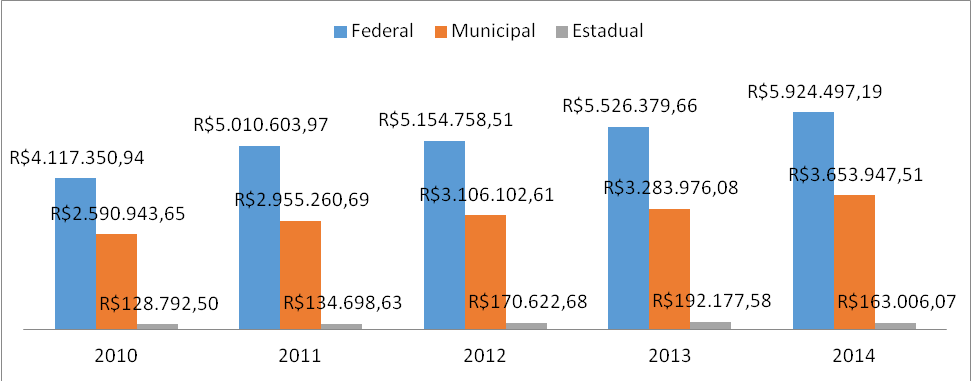 Federal Municipal Estadual
R$5.924.497,19
R$5.526.379,66
R$5.154.758,51
R$5.010.603,97
R$4.117.350,94
R$3.653.947,51
R$3.283.976,08
R$3.106.102,61
R$2.955.260,69
R$2.590.943,65
R$128.792,50 R$134.698,63 R$170.622,68 R$192.177,58 R$163.006,07
2010 2011 2012 2013 2014